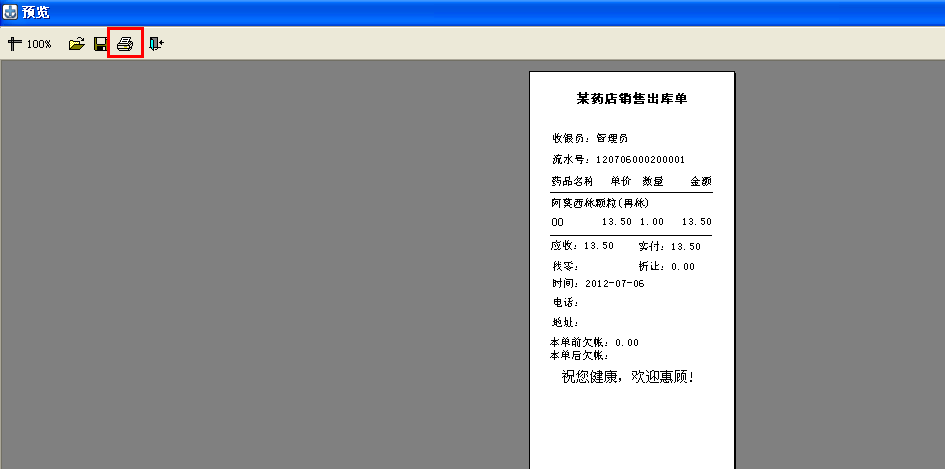 预览
100%
某药店销售出库单
收银员：管理员
流水号：120706000200001
药品名称 单价 数量 金额
阿莫西林颗粒(再林)
00 13.50 1.00 13.50
应收：13.50 实付：13.50
找零： 折让：0.00
时间：2012-07-06
电话：
地址：
本单前欠帐：0.00
本单后欠帐：
祝您健康，欢迎惠顾！